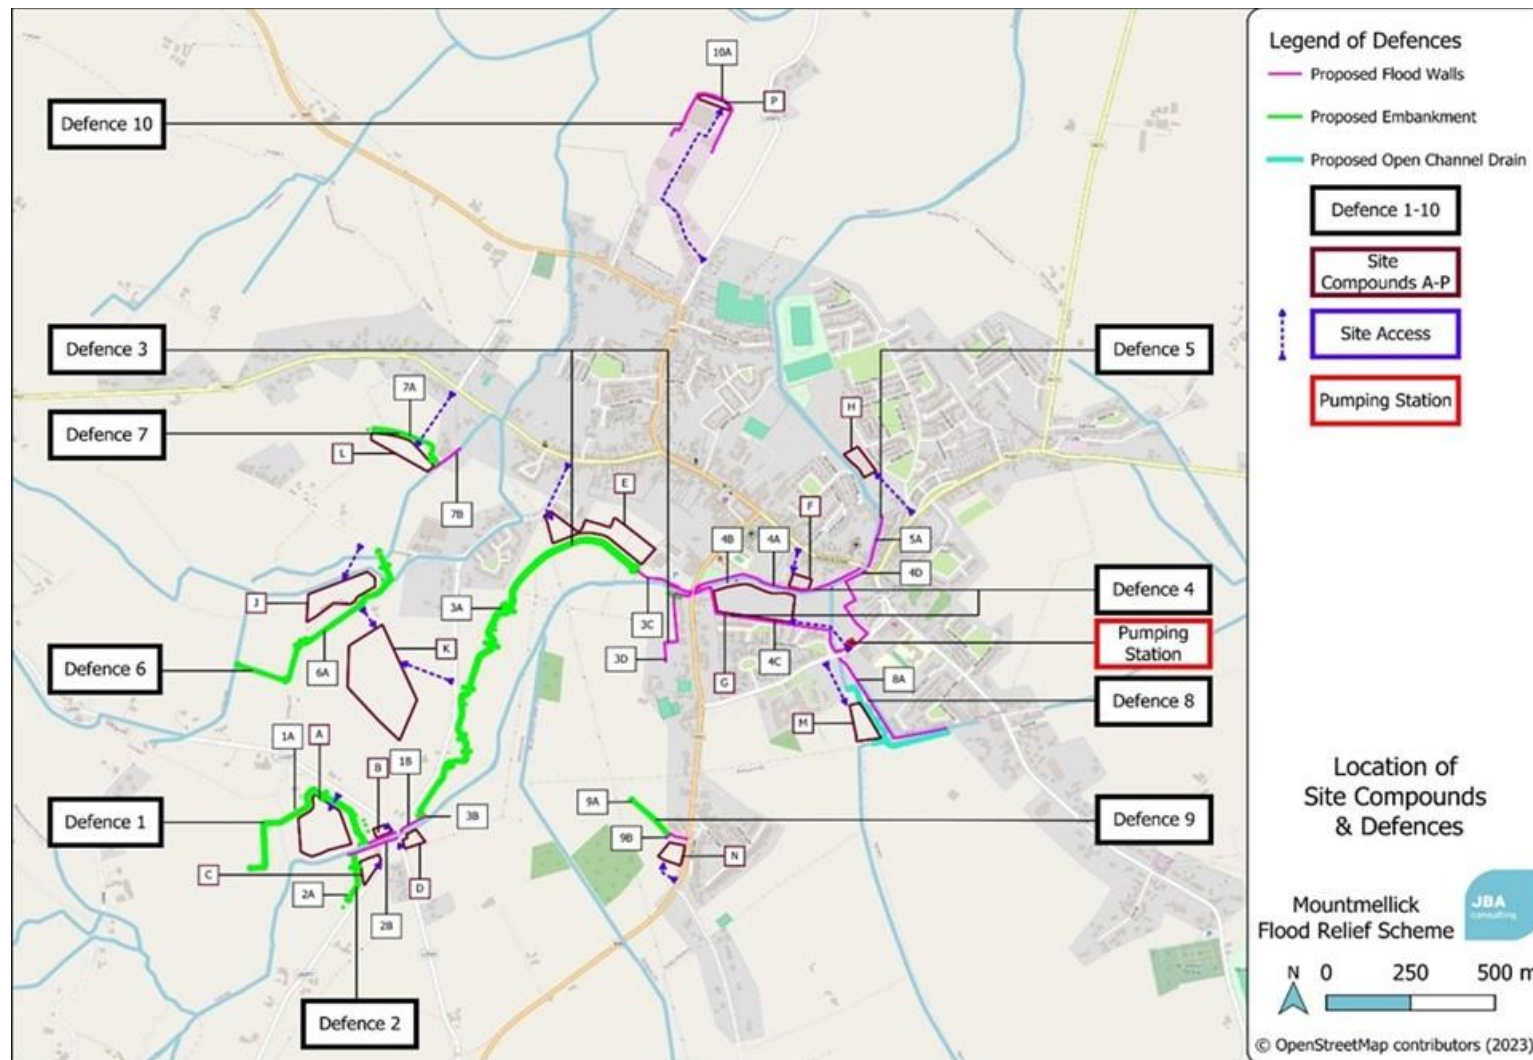 10A
P
Defence 10
Defence 3
7A
Defence 7
L
7B
E
H
Defence 5
F
4B
4A
5A
4D
Defence 4
J
3A
3C
K
Pumping
Station
3D
Defence 6
6A
G
4C
8A
Defence 8
M
1A
A
B
1B
3B
9A
Defence 1
Defence 9
9B
N
C
D
2A
2B
Defence 2
Legend of Defences
Proposed Flood Walls
Proposed Embankment
Proposed Open Channel Drain
Defence 1-10
Site
Compounds A-P
Site Access
Pumping Station
Location of
Site Compounds
& Defences
Mountmellick
Flood Relief Scheme
JBA
consulting
N 0 250 500 m
© OpenStreetMap contributors (2023)